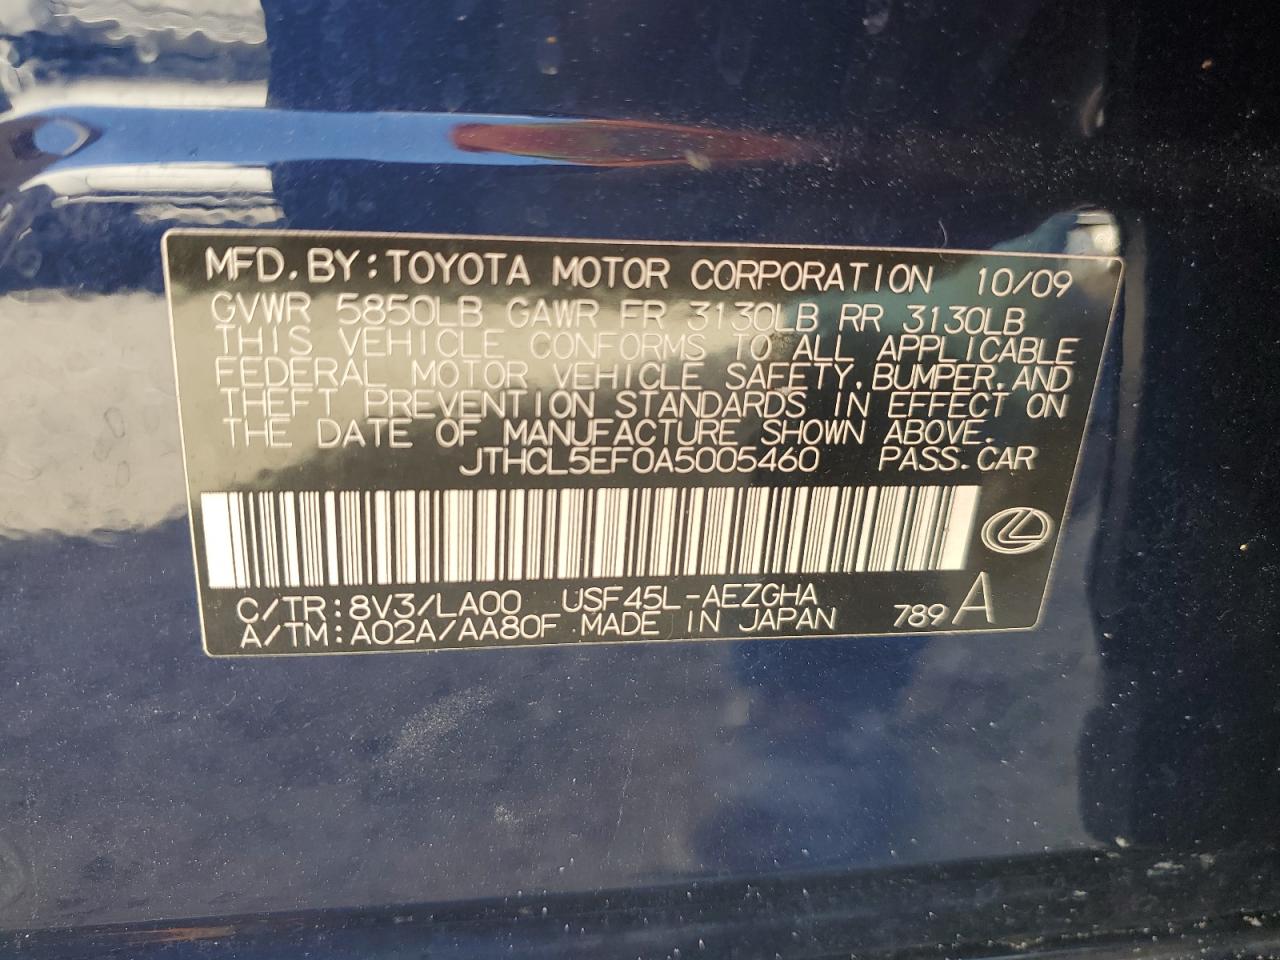 MFD.BY:TOYOTA MOTOR CORPORATION 10/09
GVWR 5850LB GAWR FR 3130LB RR 3130LB
THIS VEHICLE CONFORMS TO ALL APPLICABLE
FEDERAL MOTOR VEHICLE SAFETY,BUMPER,AND
THEFT PREVENTION STANDARDS IN EFFECT ON
THE DATE OF MANUFACTURE SHOWN ABOVE.
JTHCL5EF0A5005460 PASS.CAR
C/TR:8V3/LA00 USF45L-AEZGHA
A/TM:A02A/AA80F MADE IN JAPAN 789 A